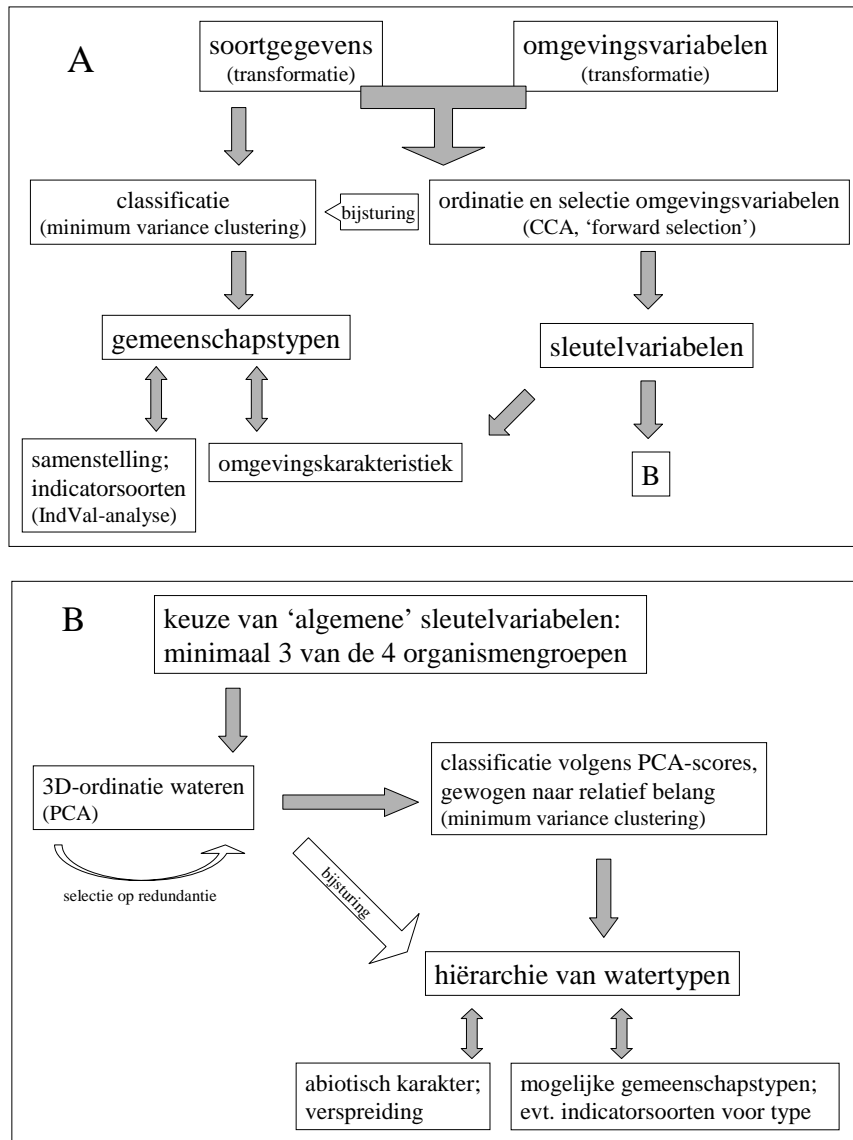 A
soortgegevens
(transformatie)
omgevingsvariabelen
(transformatie)
classificatie
(minimum variance clustering)
bijsturing
ordinatie en selectie omgevingsvariabelen
(CCA, ‘forward selection’)
gemeenschapstypen
sleutelvariabelen
samenstelling;
indicatorsoorten
(IndVal-analyse)
omgevingskarakteristiek
B
B
keuze van ‘algemene’ sleutelvariabelen:
minimaal 3 van de 4 organismengroepen
3D-ordinatie wateren
(PCA)
classificatie volgens PCA-scores,
gewogen naar relatief belang
(minimum variance clustering)
selectie op redundantie
bijsturing
hiërarchie van watertypen
abiotisch karakter;
verspreiding
mogelijke gemeenschapstypen;
evt. indicatorsoorten voor type